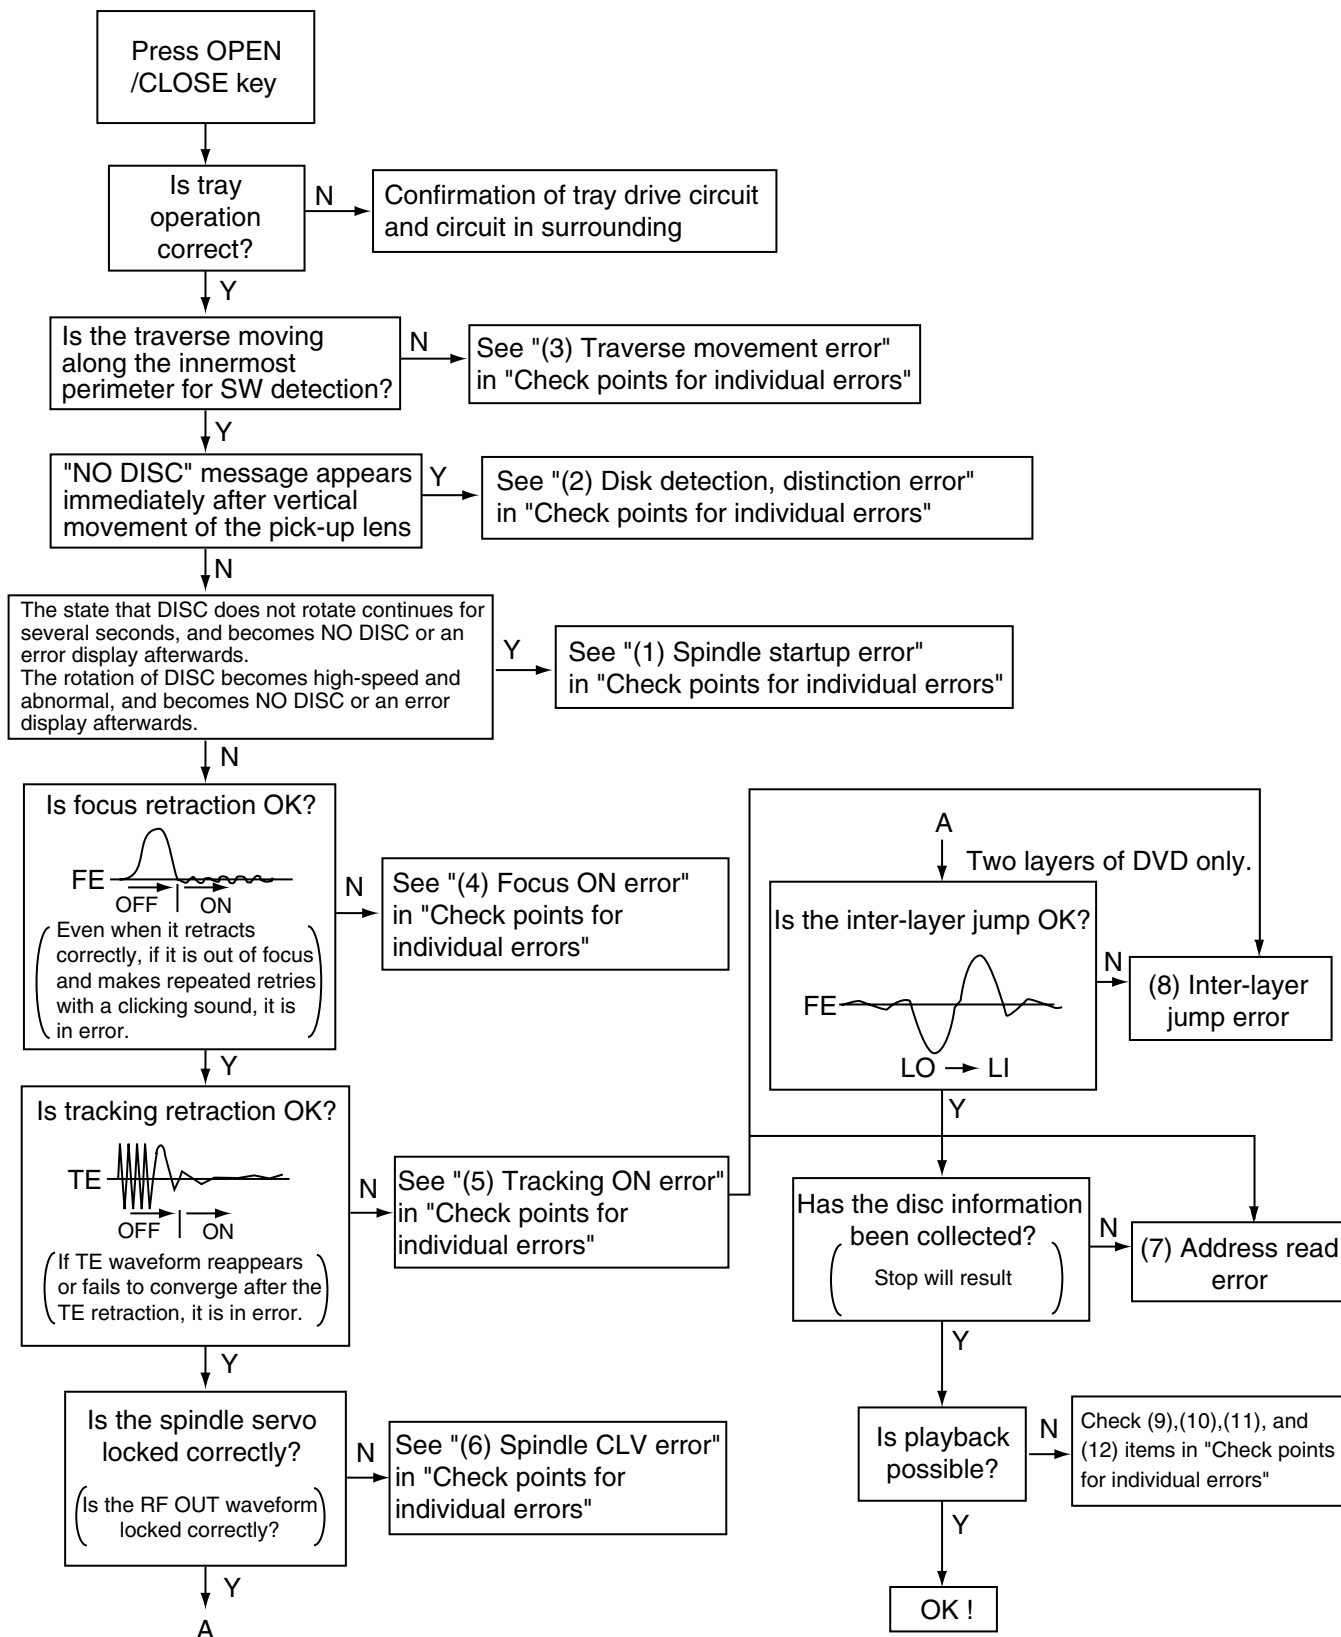 Press OPEN
/CLOSE key
Is tray
operation
correct?
N
Confirmation of tray drive circuit
and circuit in surrounding
Y
Is the traverse moving
along the innermost
perimeter for SW detection?
N
See "(3) Traverse movement error"
in "Check points for individual errors"
Y
"NO DISC" message appears
immediately after vertical
movement of the pick-up lens
Y
See "(2) Disk detection, distinction error"
in "Check points for individual errors"
N
The state that DISC does not rotate continues for
several seconds, and becomes NO DISC or an
error display afterwards.
The rotation of DISC becomes high-speed and
abnormal, and becomes NO DISC or an error
display afterwards.
Y
See "(1) Spindle startup error"
in "Check points for individual errors"
N
Is focus retraction OK?
FE
OFF | ON
(Even when it retracts
correctly, if it is out of focus
and makes repeated retries
with a clicking sound, it is
in error.)
N
See "(4) Focus ON error"
in "Check points for
individual errors"
Y
Is tracking retraction OK?
TE
OFF | ON
(If TE waveform reappears
or fails to converge after the
TE retraction, it is in error.)
N
See "(5) Tracking ON error"
in "Check points for
individual errors"
Y
Is the spindle servo
locked correctly?
(Is the RF OUT waveform
locked correctly?)
N
See "(6) Spindle CLV error"
in "Check points for
individual errors"
Y
A
A
Two layers of DVD only.
Is the inter-layer jump OK?
FE
LO → LI
N
(8) Inter-layer
jump error
Y
Has the disc information
been collected?
(Stop will result)
N
(7) Address read
error
Y
Is playback
possible?
N
Check (9),(10),(11), and
(12) items in "Check points
for individual errors"
Y
OK !